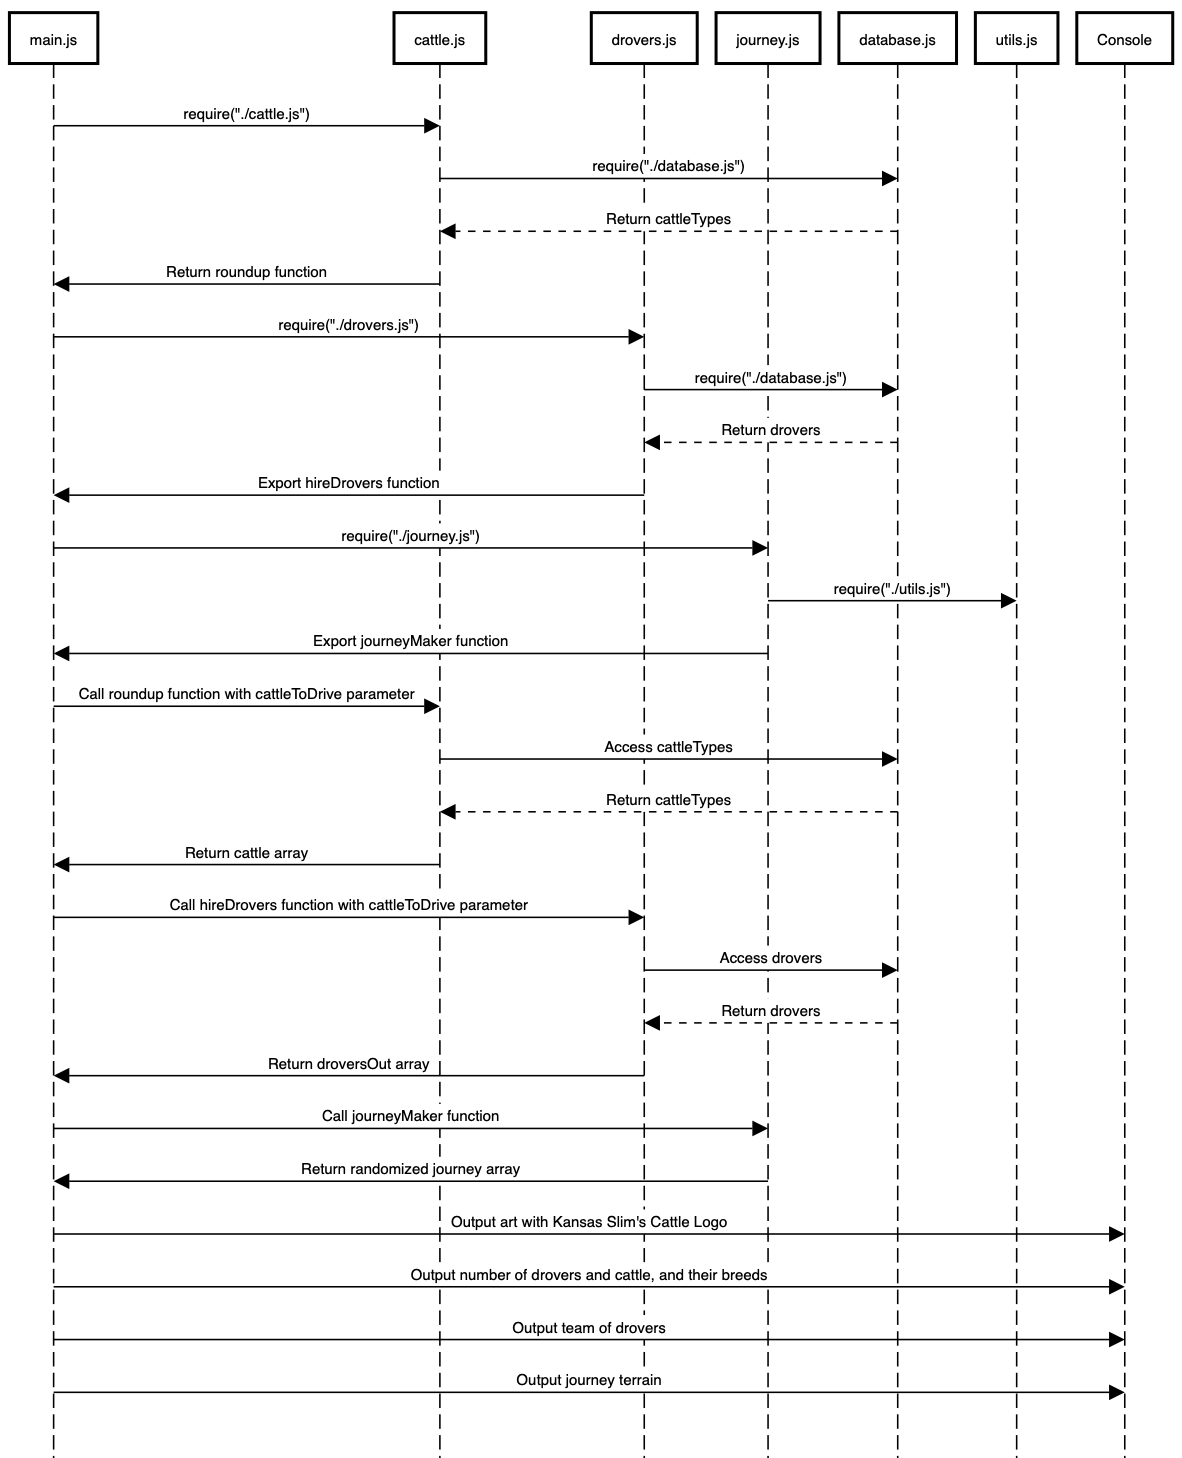 main.js
cattle.js
drovers.js
journey.js
database.js
utils.js
Console
require("./cattle.js")
require("./database.js")
Return cattleTypes
Return roundup function
require("./drovers.js")
require("./database.js")
Return drovers
Export hireDrovers function
require("./journey.js")
require("./utils.js")
Export journeyMaker function
Call roundup function with cattleToDrive parameter
Access cattleTypes
Return cattleTypes
Return cattle array
Call hireDrovers function with cattleToDrive parameter
Access drovers
Return drovers
Return droversOut array
Call journeyMaker function
Return randomized journey array
Output art with Kansas Slim's Cattle Logo
Output number of drovers and cattle, and their breeds
Output team of drovers
Output journey terrain